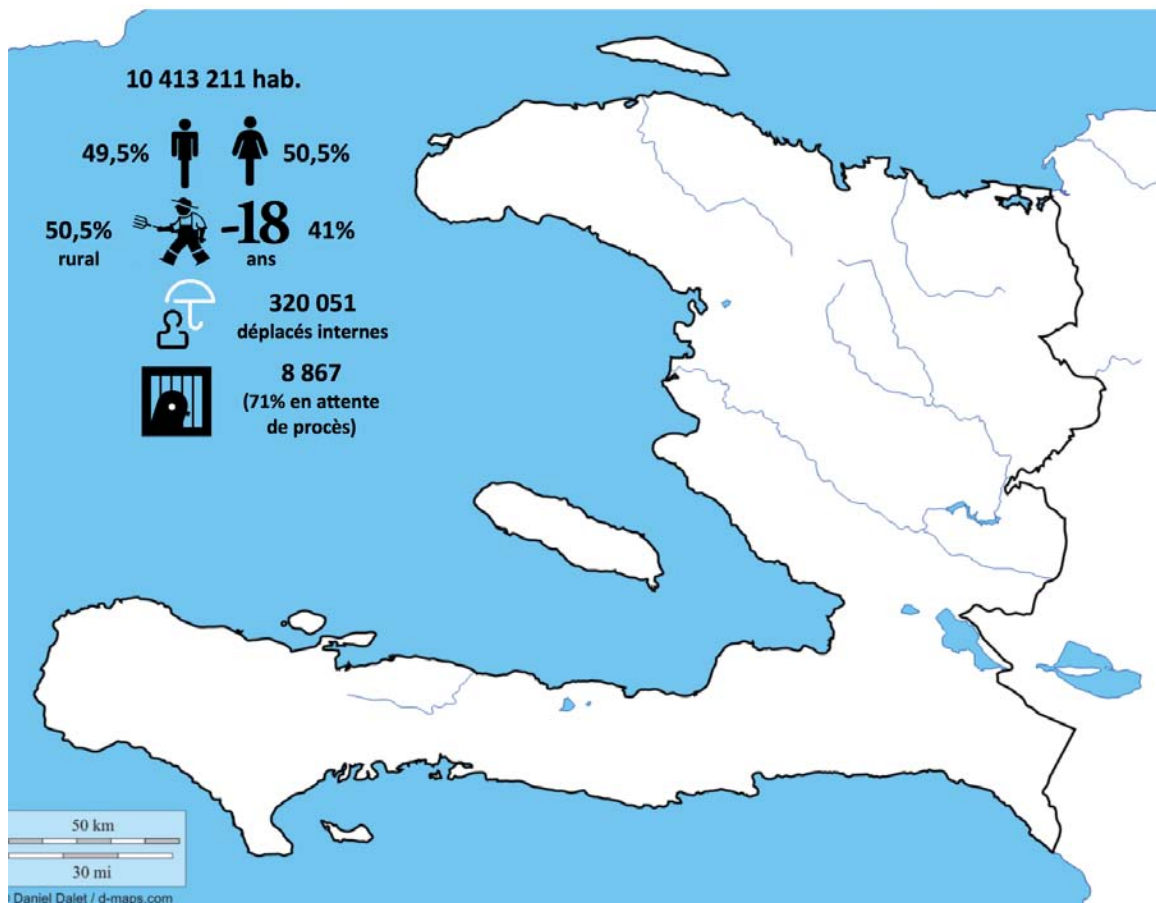 10 413 211 hab.
49,5% 50,5%
50,5% -18 41%
rural ans
320 051
déplacés internes
8 867
(71% en attente
de procès)
50 km
30 mi
© Daniel Dalet / d-maps.com